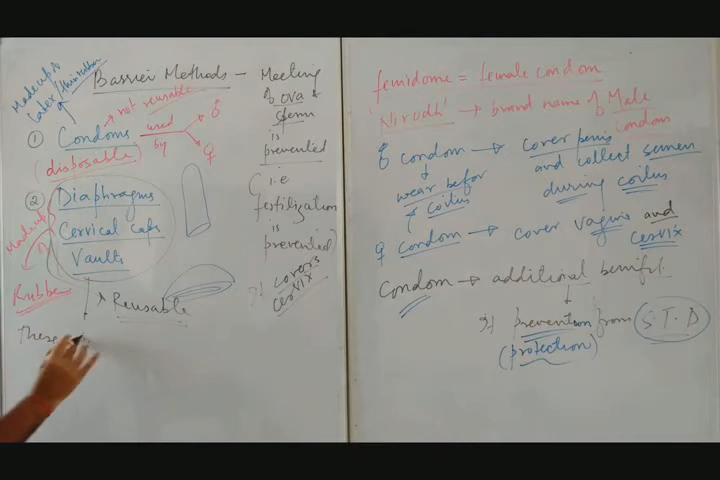 Made up of
Latex / thin rubber
Barrier Methods – Meeting
of ova &
sperm
is
prevented
( i.e
fertilization
is
prevented)
It covers
cervix
① Condoms → not reusable
(disposable)
used
by
♂
♀
② Diaphragms
Cervical Caps
Vaults
Made up
Rubber
Reusable
These
femidome = female condom
'Nirodh' → brand name of Male
Condom
♂ condom → cover penis
and collect semen
during coitus
wear before
coitus
♀ Condom → cover vagina and
cervix
Condom → additional benifit
It prevention from S.T.D
(protection)